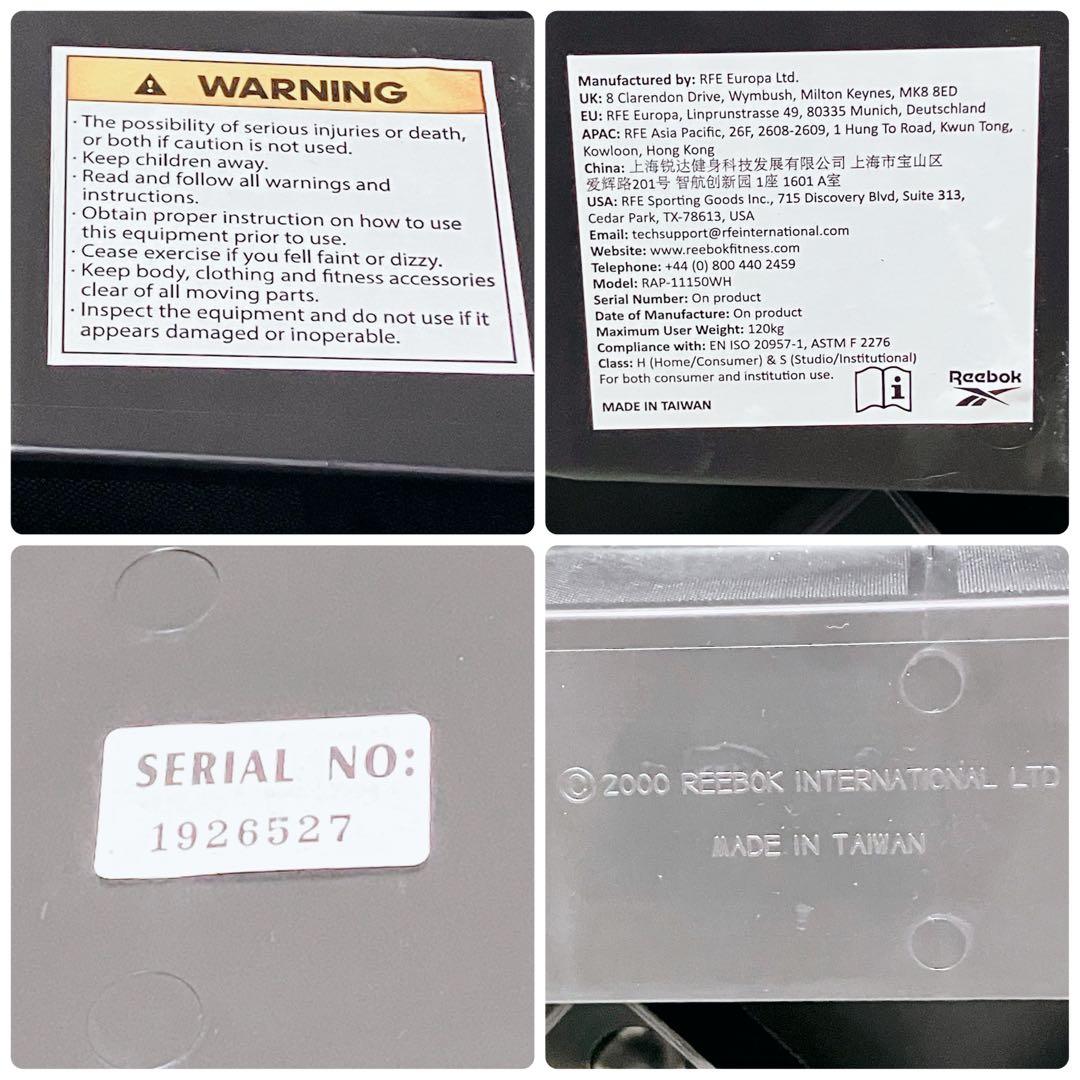 WARNING
· The possibility of serious injuries or death,
or both if caution is not used.
· Keep children away.
· Read and follow all warnings and
instructions.
· Obtain proper instruction on how to use
this equipment prior to use.
· Cease exercise if you fell faint or dizzy.
· Keep body, clothing and fitness accessories
clear of all moving parts.
· Inspect the equipment and do not use if it
appears damaged or inoperable.
Manufactured by: RFE Europa Ltd.
UK: 8 Clarendon Drive, Wymbush, Milton Keynes, MK8 8ED
EU: RFE Europa, Linprunstrasse 49, 80335 Munich, Deutschland
APAC: RFE Asia Pacific, 26F, 2608-2609, 1 Hung To Road, Kwun Tong,
Kowloon, Hong Kong
China: 上海锐达健身科技发展有限公司 上海市宝山区
爱辉路201号 智航创新园 1座 1601 A室
USA: RFE Sporting Goods Inc., 715 Discovery Blvd, Suite 313,
Cedar Park, TX-78613, USA
Email: techsupport@rfeinternational.com
Website: www.reebokfitness.com
Telephone: +44 (0) 800 440 2459
Model: RAP-11150WH
Serial Number: On product
Date of Manufacture: On product
Maximum User Weight: 120kg
Compliance with: EN ISO 20957-1, ASTM F 2276
Class: H (Home/Consumer) & S (Studio/Institutional)
For both consumer and institution use.
Reebok
MADE IN TAIWAN
SERIAL NO:
1926527
© 2000 REEBOK INTERNATIONAL LTD
MADE IN TAIWAN